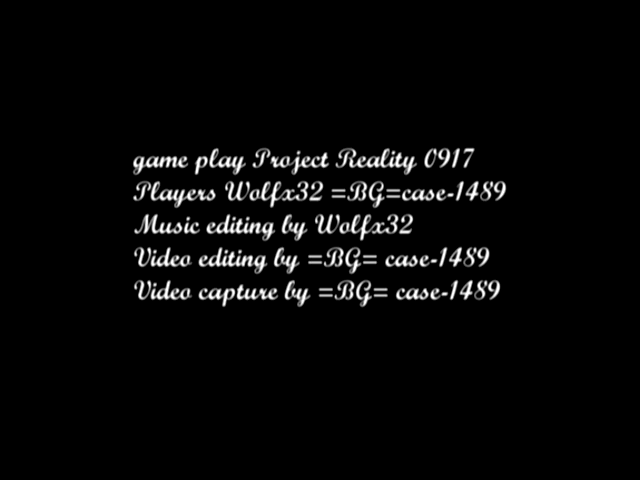 game play Project Reality 0917
Players Wolfx32 =BG=case-1489
Music editing by Wolfx32
Video editing by =BG= case-1489
Video capture by =BG= case-1489